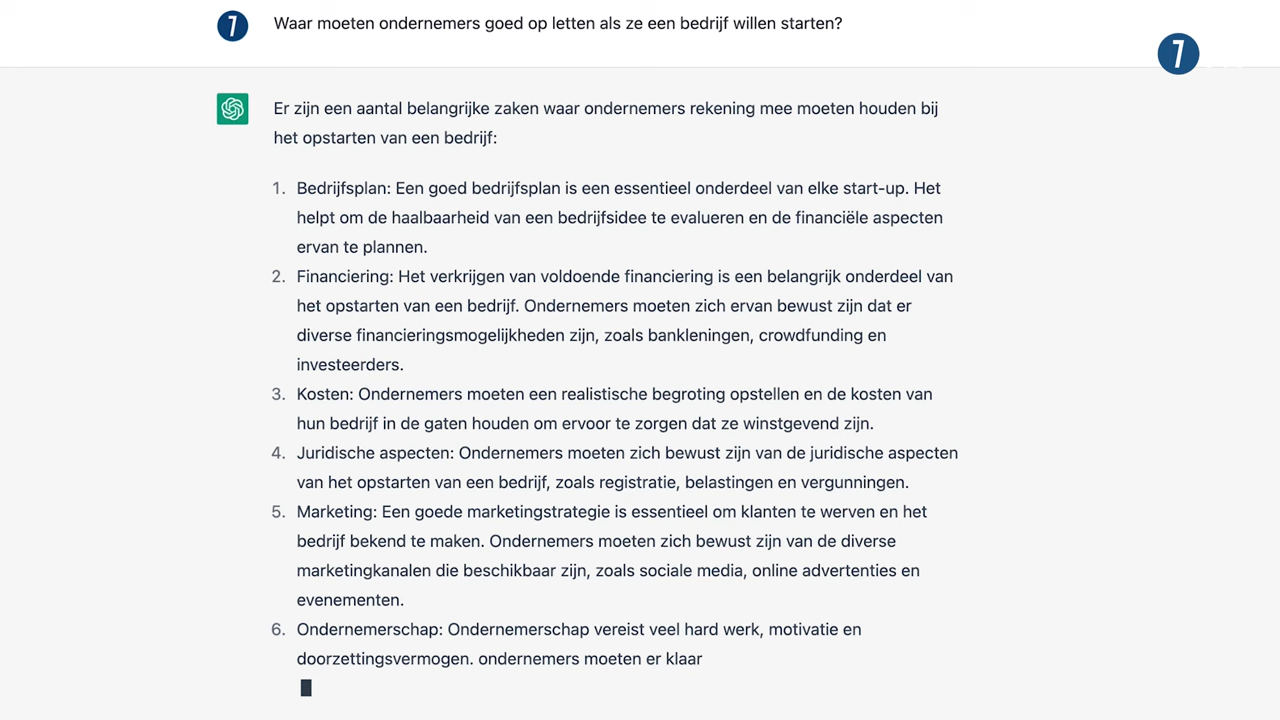 7
Waar moeten ondernemers goed op letten als ze een bedrijf willen starten?
7
Er zijn een aantal belangrijke zaken waar ondernemers rekening mee moeten houden bij
het opstarten van een bedrijf:
1. Bedrijfsplan: Een goed bedrijfsplan is een essentieel onderdeel van elke start-up. Het
helpt om de haalbaarheid van een bedrijfsidee te evalueren en de financiële aspecten
ervan te plannen.
2. Financiering: Het verkrijgen van voldoende financiering is een belangrijk onderdeel van
het opstarten van een bedrijf. Ondernemers moeten zich ervan bewust zijn dat er
diverse financieringsmogelijkheden zijn, zoals bankleningen, crowdfunding en
investeerders.
3. Kosten: Ondernemers moeten een realistische begroting opstellen en de kosten van
hun bedrijf in de gaten houden om ervoor te zorgen dat ze winstgevend zijn.
4. Juridische aspecten: Ondernemers moeten zich bewust zijn van de juridische aspecten
van het opstarten van een bedrijf, zoals registratie, belastingen en vergunningen.
5. Marketing: Een goede marketingstrategie is essentieel om klanten te werven en het
bedrijf bekend te maken. Ondernemers moeten zich bewust zijn van de diverse
marketingkanalen die beschikbaar zijn, zoals sociale media, online advertenties en
evenementen.
6. Ondernemerschap: Ondernemerschap vereist veel hard werk, motivatie en
doorzettingsvermogen. ondernemers moeten er klaar